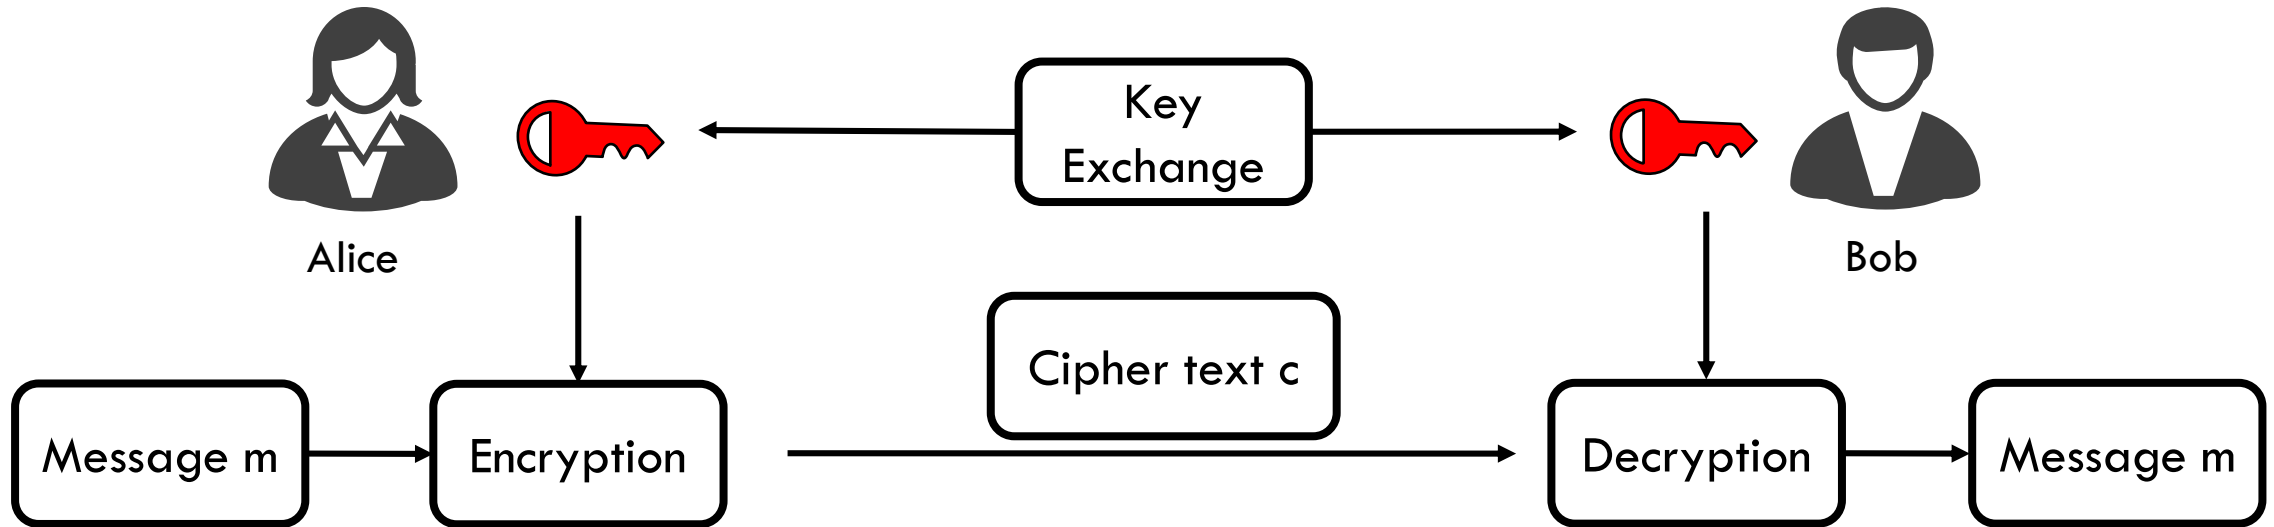 Key
Exchange
Alice
Bob
Cipher text c
Message m
Encryption
Decryption
Message m